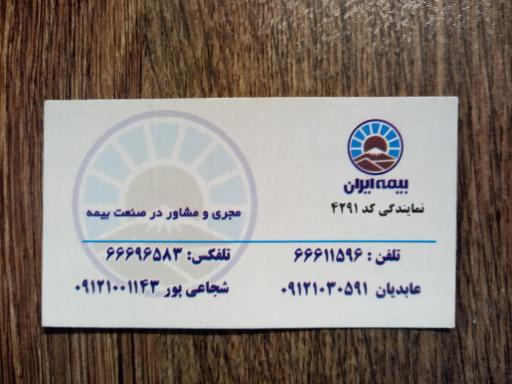 بیمه ایران
نمایندگی کد ۴۲۹۱
مجری و مشاور در صنعت بیمه
تلفن : ۶۶۶۱۱۵۹۶ تلفکس: ۶۶۶۹۶۵۸۳
عابدیان ۰۹۱۲۱۰۳۰۵۹۱ شجاعی پور ۰۹۱۲۱۰۰۱۱۴۳